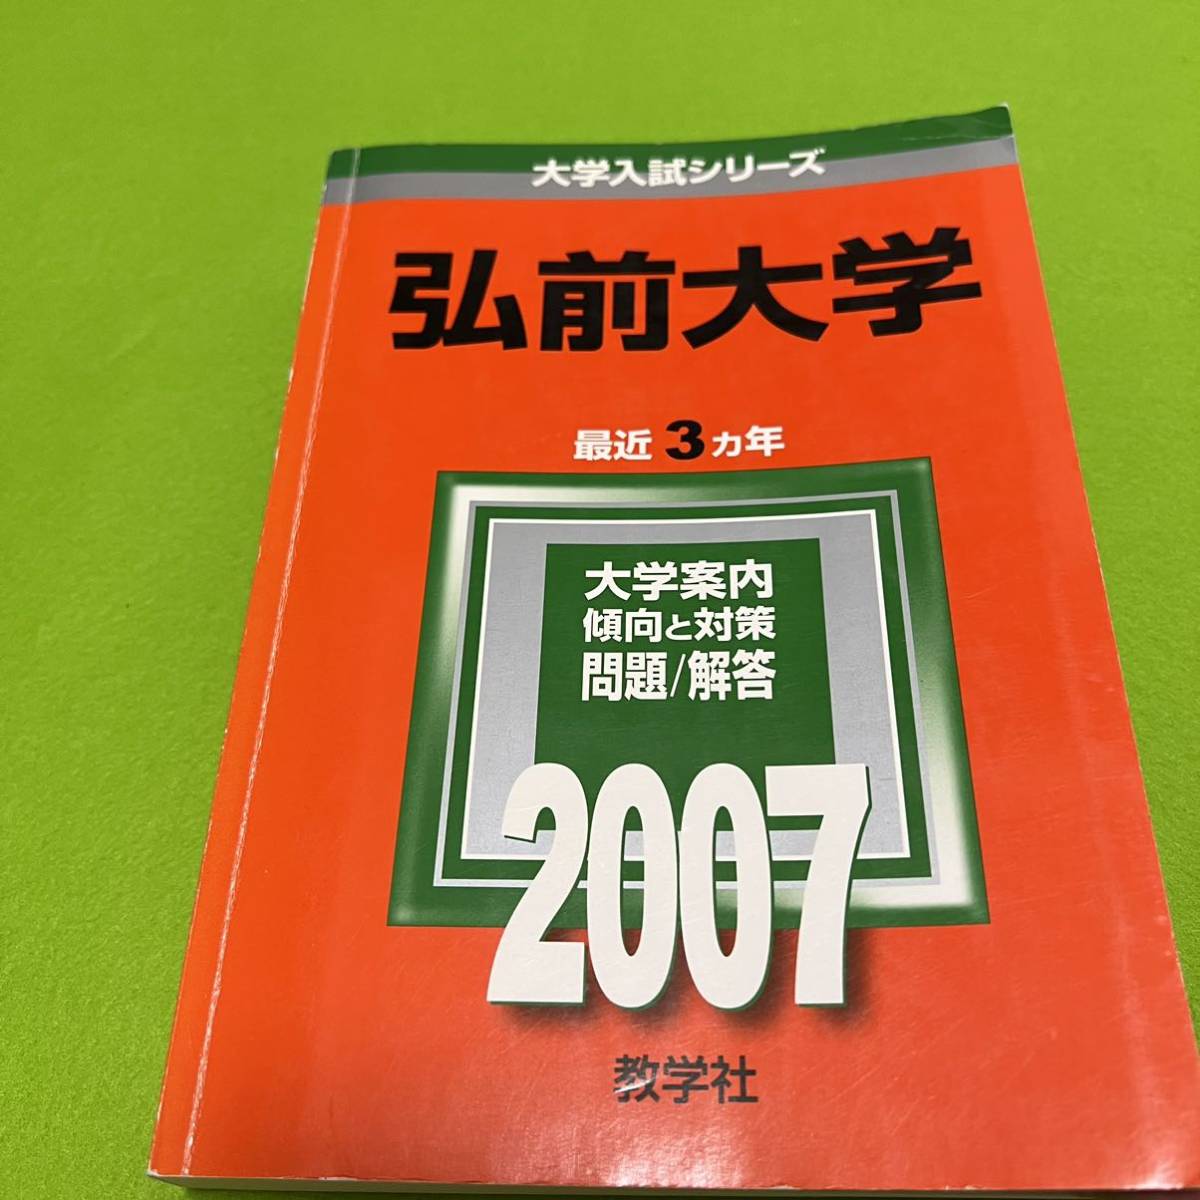 大学入試シリーズ
弘前大学
最近 3 カ年
大学案内
傾向と対策
問題/解答
2007
教学社